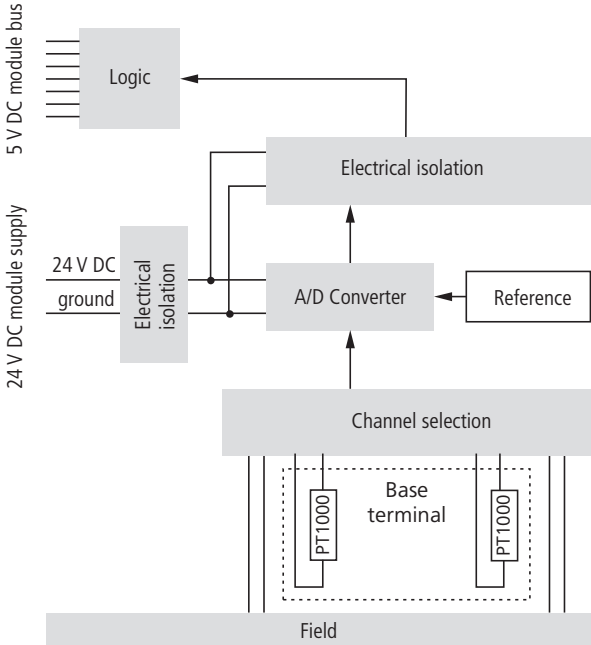 5 V DC module bus
Logic
Electrical isolation
24 V DC module supply
24 V DC
ground
Electrical
isolation
A/D Converter
Reference
Channel selection
Base
terminal
PT1000
PT1000
Field